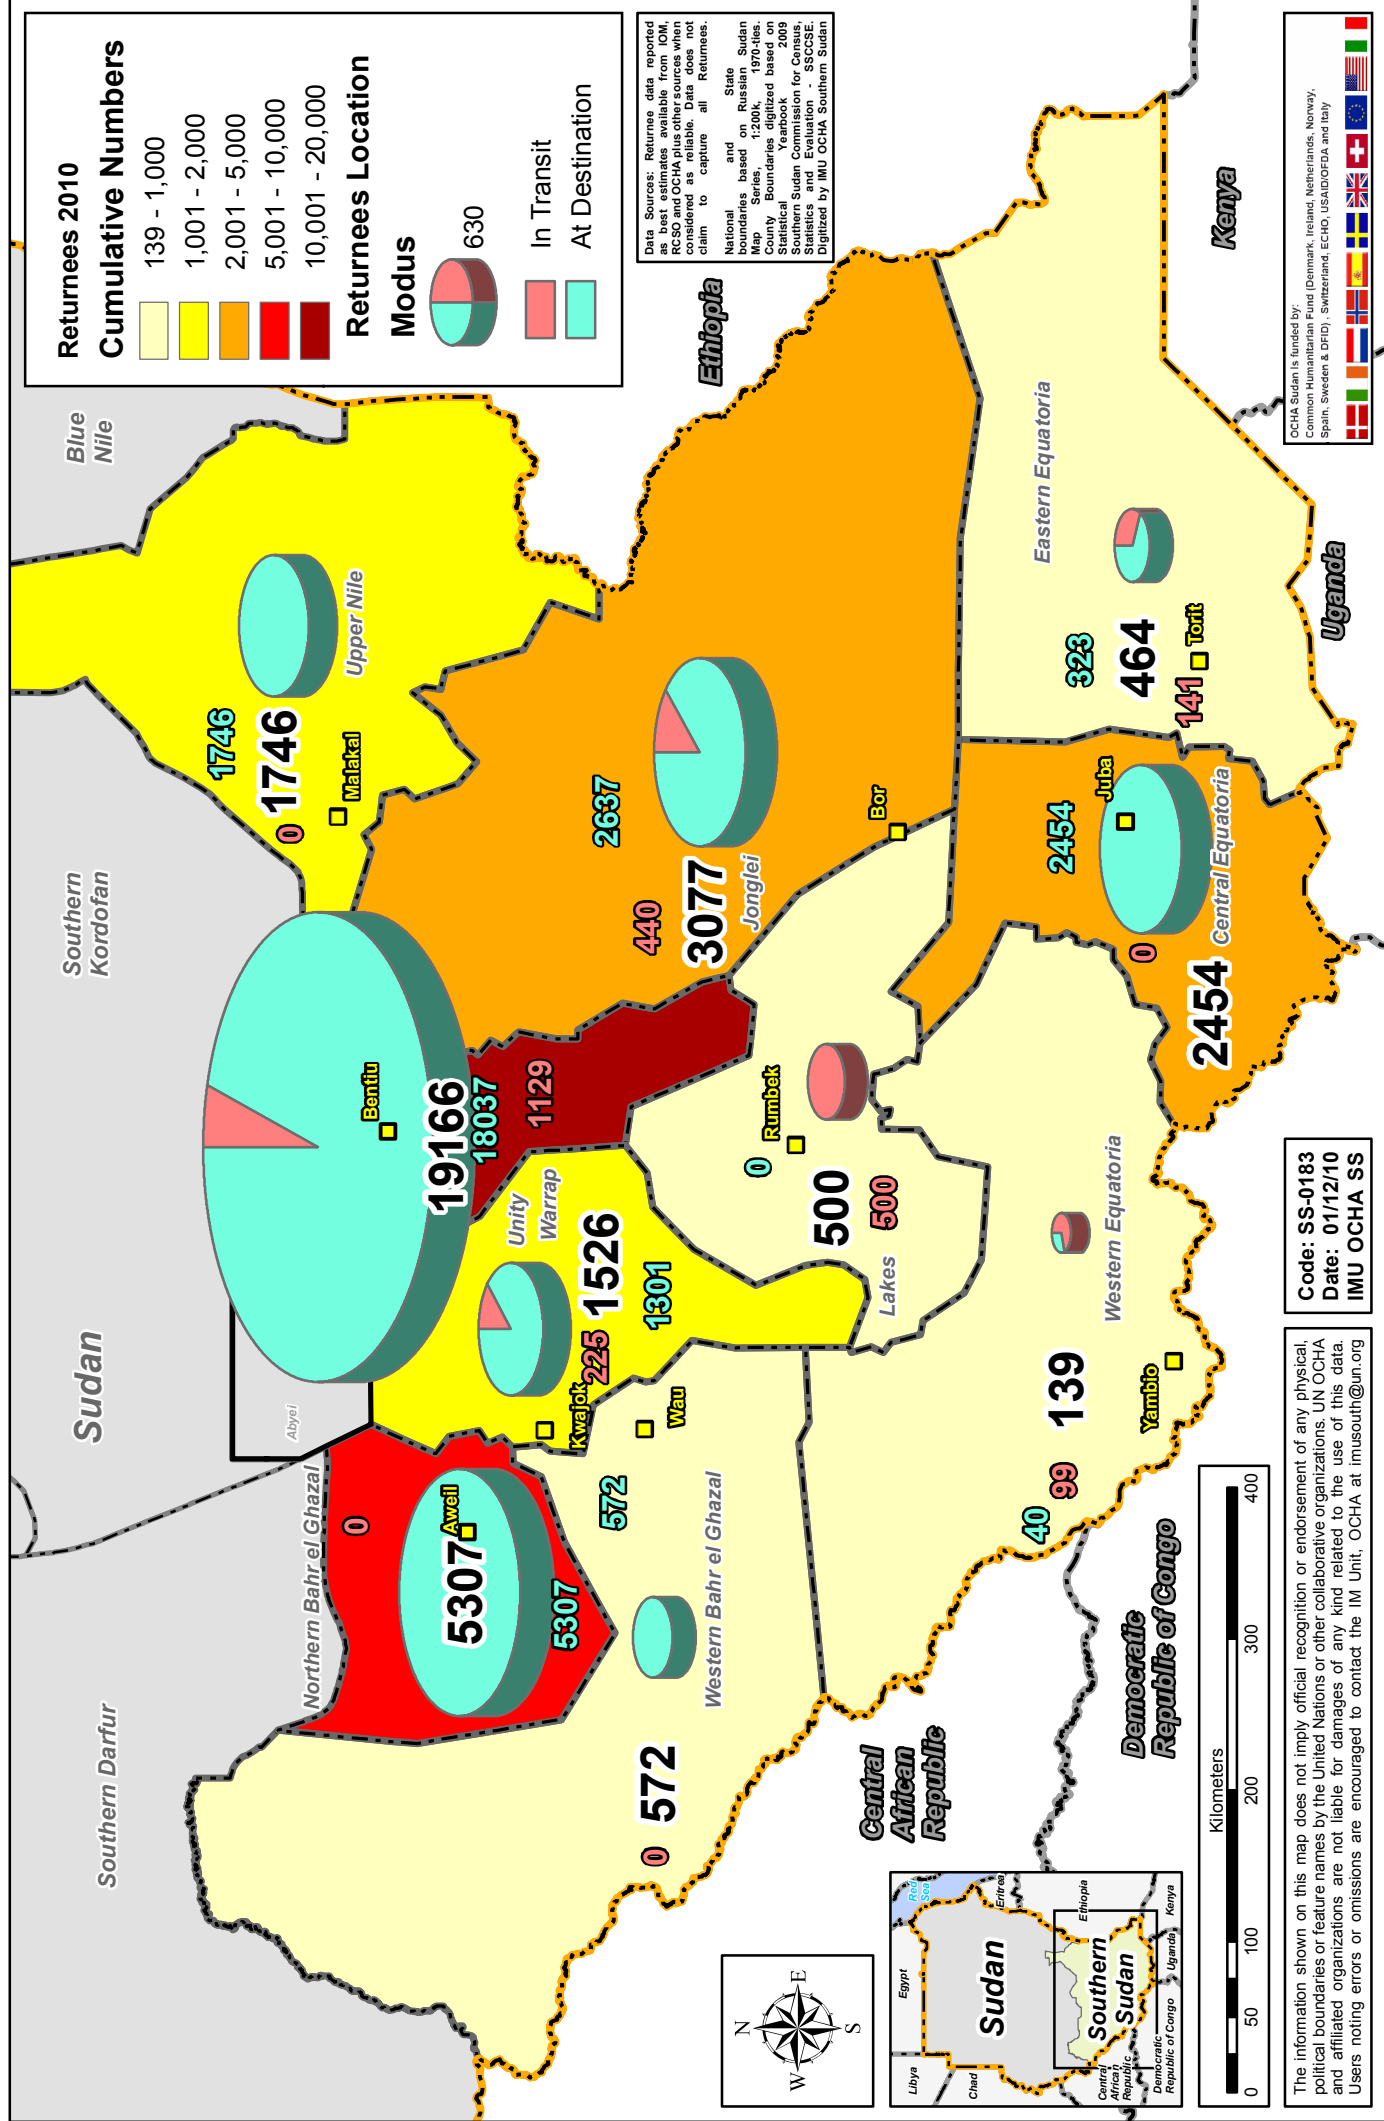 Returnees 2010
Cumulative Numbers
139 - 1,000
1,001 - 2,000
2,001 - 5,000
5,001 - 10,000
10,001 - 20,000
Returnees Location
Modus
630
In Transit
At Destination
Data Sources: Returnee data reported
as best estimates available from IOM,
RCSO and OCHA plus other sources when
considered as reliable. Data does not
claim to capture all Returnees.
National and State
boundaries based on Russian Sudan
Map Series, 1:200k, 1970-ties.
County Boundaries digitized based on
Statistical Yearbook 2009
Southern Sudan Commission for Census,
Statistics and Evaluation - SSCCSE.
Digitized by IMU OCHA Southern Sudan
Southern Darfur
Sudan
Southern
Kordofan
Blue
Nile
Abyei
Northern Bahr el Ghazal
0
5307
Aweil
5307
Bentiu
19166
18037
1129
Unity
Warrap
1526
225
1301
Kwajok
Wau
1746
0
1746
Malakal
Upper Nile
572
0
572
Western Bahr el Ghazal
Rumbek
0
500
500
Lakes
2637
440
3077
Jonglei
Bor
Ethiopia
139
40
99
Yambio
Western Equatoria
2454
Juba
0
2454
Central Equatoria
Eastern Equatoria
323
464
141
Torit
Kenya
Uganda
Central
African
Republic
Democratic
Republic of Congo
N
W
E
S
Red
Sea
Egypt
Libya
Chad
Sudan
Eritrea
Ethiopia
Southern
Sudan
Central
African
Republic
Democratic
Republic of Congo
Uganda
Kenya
Kilometers
0
50
100
200
300
400
The information shown on this map does not imply official recognition or endorsement of any physical,
political boundaries or feature names by the United Nations or other collaborative organizations. UN OCHA
and affiliated organizations are not liable for damages of any kind related to the use of this data.
Users noting errors or omissions are encouraged to contact the IM Unit, OCHA at imusouth@un.org
Code: SS-0183
Date: 01/12/10
IMU OCHA SS
OCHA Sudan is funded by:
Common Humanitarian Fund (Denmark, Ireland, Netherlands, Norway,
Spain, Sweden & DFID), Switzerland, ECHO, USAID/OFDA and Italy